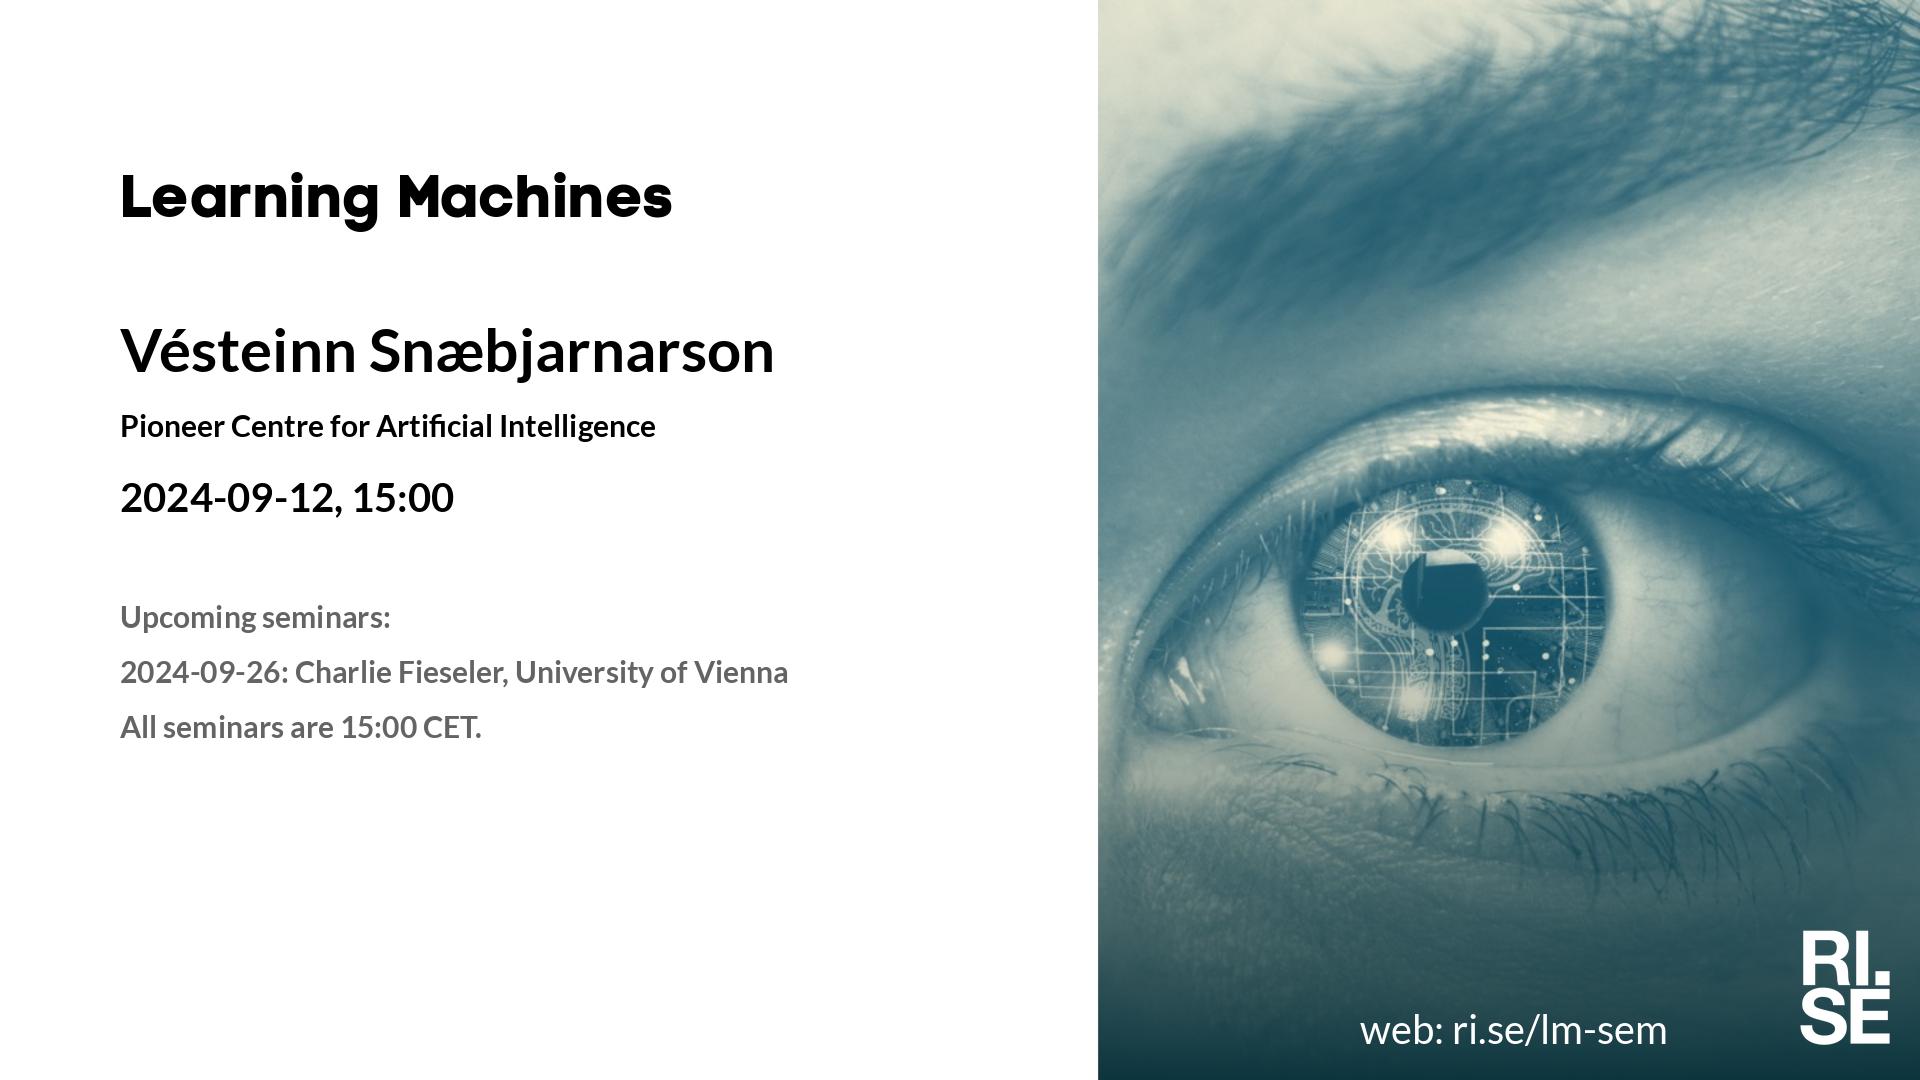 Learning Machines
Vésteinn Snæbjarnarson
Pioneer Centre for Artificial Intelligence
2024-09-12, 15:00
Upcoming seminars:
2024-09-26: Charlie Fieseler, University of Vienna
All seminars are 15:00 CET.
web: ri.se/lm-sem
RI.
SE